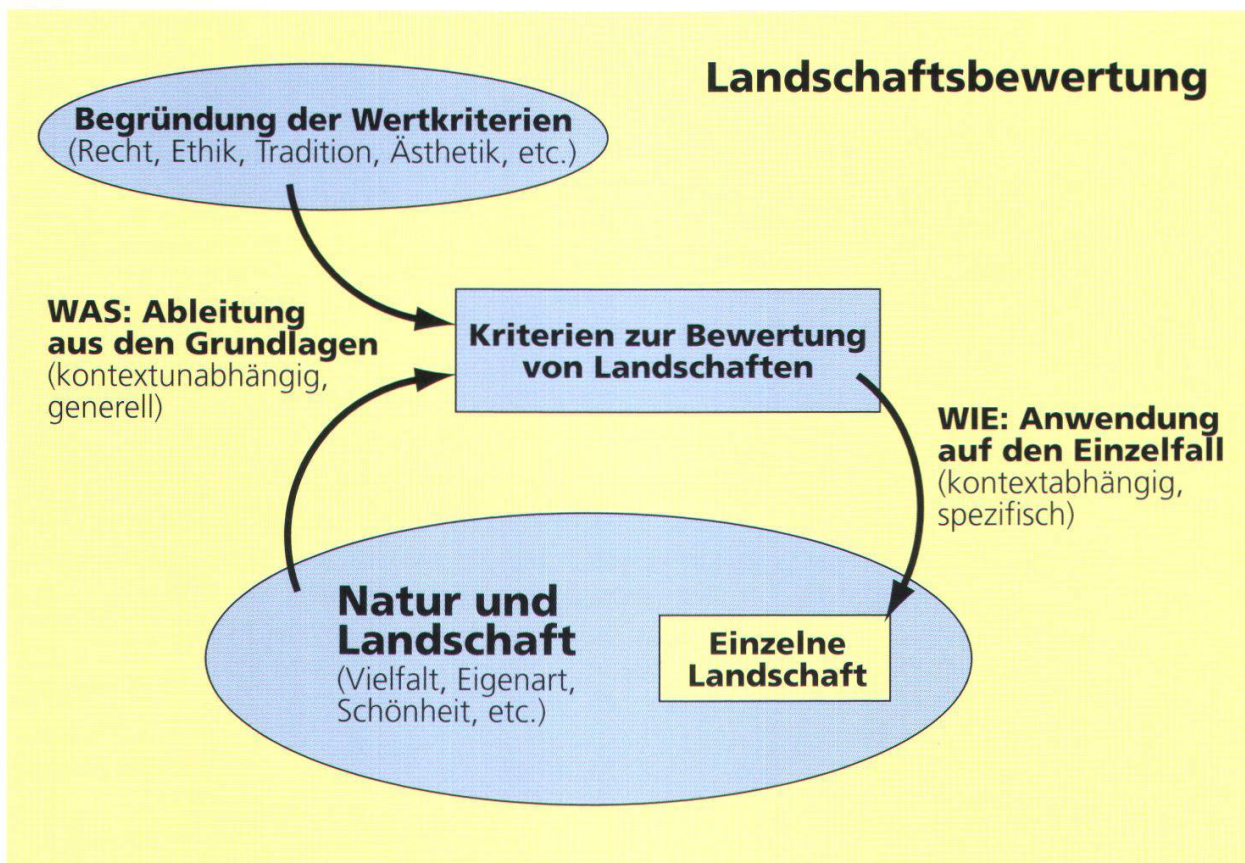 Landschaftsbewertung
Begründung der Wertkriterien
(Recht, Ethik, Tradition, Ästhetik, etc.)
WAS: Ableitung
aus den Grundlagen
(kontextunabhängig,
generell)
Kriterien zur Bewertung
von Landschaften
WIE: Anwendung
auf den Einzelfall
(kontextabhängig,
spezifisch)
Natur und
Landschaft
(Vielfalt, Eigenart,
Schönheit, etc.)
Einzelne
Landschaft